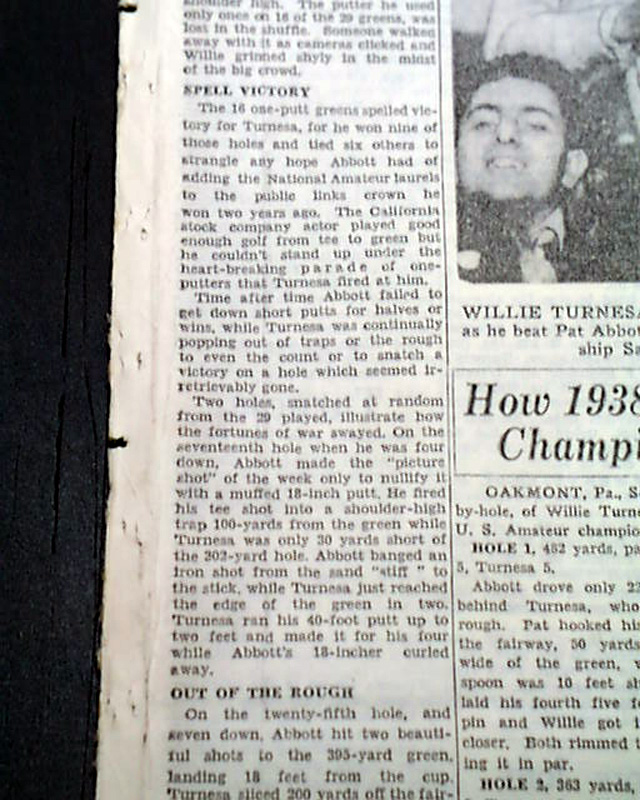 shoulder high. The putter he used
only once on 16 of the 29 greens, was
lost in the shuffle. Someone walked
away with it as cameras clicked and
Willie grinned shyly in the midst
of the big crowd.
SPELL VICTORY
The 16 one-putt greens spelled vic-
tory for Turnesa, for he won nine of
those holes and tied six others to
strangle any hope Abbott had of
adding the National Amateur laurels
to the public links crown he
won two years ago. The California
stock company actor played good
enough golf from tee to green but
he couldn't stand up under the
heart-breaking parade of one-
putters that Turnesa fired at him.
Time after time Abbott failed to
get down short putts for halves or
wins, while Turnesa was continually
popping out of traps or the rough
to even the count or to snatch a
victory on a hole which seemed ir-
retrievably gone.
Two holes, snatched at random
from the 29 played, illustrate how
the fortunes of war swayed. On the
seventeenth hole when he was four
down, Abbott made the "picture
shot" of the week only to nullify it
with a muffed 18-inch putt. He fired
his tee shot into a shoulder-high
trap 100-yards from the green while
Turnesa was only 30 yards short of
the 302-yard hole. Abbott banged an
iron shot from the sand "stiff" to
the stick, while Turnesa just reached
the edge of the green in two.
Turnesa ran his 40-foot putt up to
two feet and made it for his four
while Abbott's 18-incher curled
away.
OUT OF THE ROUGH
On the twenty-fifth hole, and
seven down, Abbott hit two beauti-
ful shots to the 395-yard green,
landing 18 feet from the cup.
Turnesa sliced 200 yards off the fair-
WILLIE TURNESA
as he beat Pat Abbot
ship Sa
How 1938
Champi
OAKMONT, Pa., S
by-hole, of Willie Turne
U. S. Amateur champio
HOLE 1, 482 yards, pa
5, Turnesa 5.
Abbott drove only 22
behind Turnesa, who
rough. Pat hooked his
the fairway, 50 yards
wide of the green,
spoon was 10 feet sh
laid his fourth five f
pin and Willie got
closer. Both rimmed t
ing it in par.
HOLE 2, 363 yards,